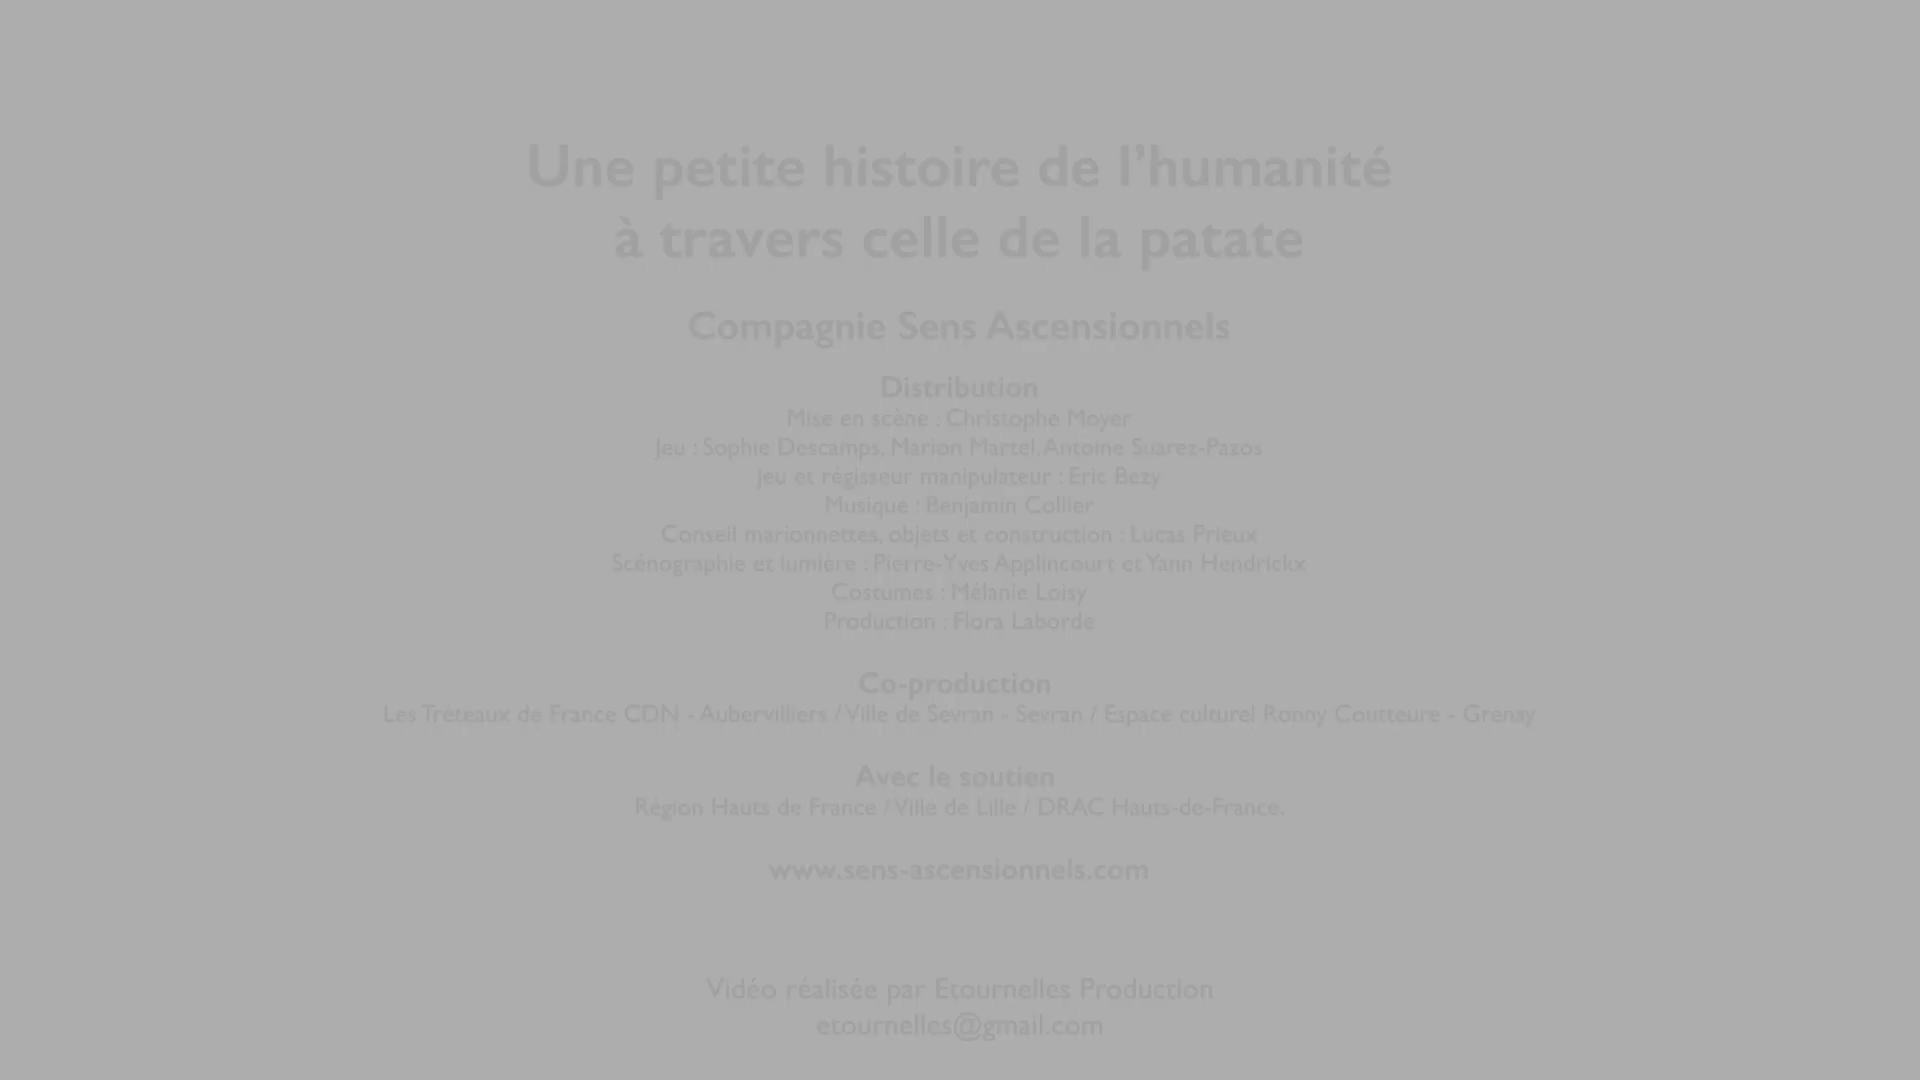 Une petite histoire de l'humanité
à travers celle de la patate
Compagnie Sens Ascensionnels
Distribution
Mise en scène : Christophe Moyer
Jeu : Sophie Descamps, Marion Martel, Antoine Suarez-Pazos
Jeu et régisseur manipulateur : Eric Bezy
Musique : Benjamin Collier
Conseil marionnettes, objets et construction : Lucas Prieux
Scénographie et lumière : Pierre-Yves Applincourt et Yann Hendrickx
Costumes : Mélanie Loisy
Production : Flora Laborde
Co-production
Les Tréteaux de France CDN - Aubervilliers / Ville de Sevran - Sevran / Espace culturel Ronny Coutteure - Grenay
Avec le soutien
Région Hauts de France / Ville de Lille / DRAC Hauts-de-France.
www.sens-ascensionnels.com
Vidéo réalisée par Etournelles Production
etournelles@gmail.com